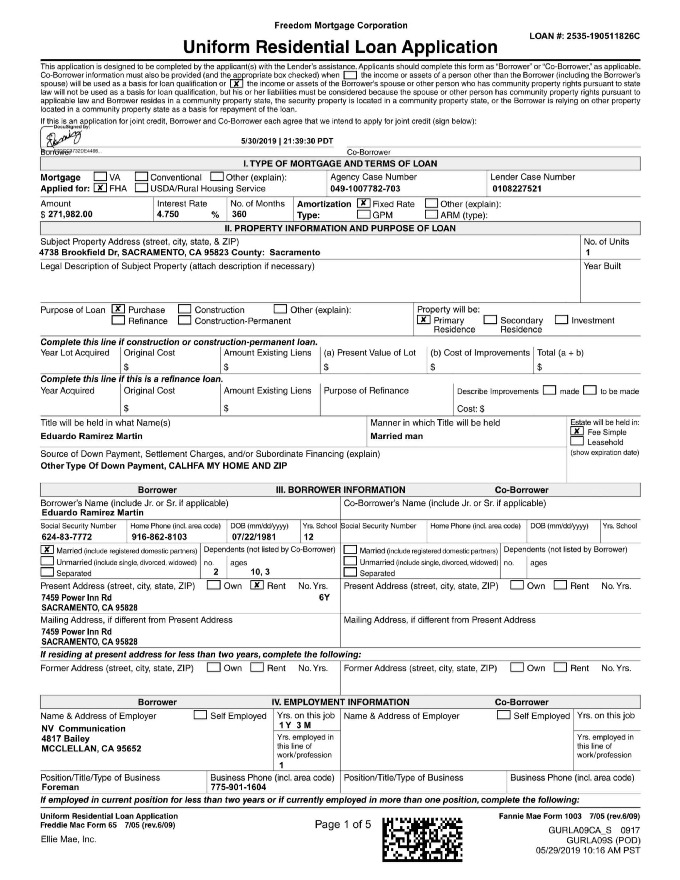 Freedom Mortgage Corporation
LOAN #: 2535-190511826C
Uniform Residential Loan Application
This application is designed to be completed by the applicant(s) with the Lender's assistance. Applicants should complete this form as "Borrower" or "Co-Borrower," as applicable.
Co-Borrower information must also be provided (and the appropriate box checked) when the income or assets of a person other than the Borrower (including the Borrower's
spouse) will be used as a basis for loan qualification or X the income or assets of the Borrower's spouse or other person who has community property rights pursuant to state
law will not be used as a basis for loan qualification, but his or her liabilities must be considered because the spouse or other person has community property rights pursuant to
applicable law and Borrower resides in a community property state, the security property is located in a community property state, or the Borrower is relying on other property
located in a community property state as a basis for repayment of the loan.
If this is an application for joint credit, Borrower and Co-Borrower each agree that we intend to apply for joint credit (sign below):
DocuSigned by:
5/30/2019 | 21:39:30 PDT
Borrower Co-Borrower
I. TYPE OF MORTGAGE AND TERMS OF LOAN
Mortgage VA Conventional Other (explain): Agency Case Number Lender Case Number
Applied for: X FHA USDA/Rural Housing Service 049-1007782-703 0108227521
Amount Interest Rate No. of Months Amortization X Fixed Rate Other (explain):
$ 271,982.00 4.750 % 360 Type: GPM ARM (type):
II. PROPERTY INFORMATION AND PURPOSE OF LOAN
Subject Property Address (street, city, state, & ZIP) No. of Units
4738 Brookfield Dr, SACRAMENTO, CA 95823 County: Sacramento 1
Legal Description of Subject Property (attach description if necessary) Year Built
Purpose of Loan X Purchase Construction Other (explain): Property will be:
Refinance Construction-Permanent X Primary Residence Secondary Residence Investment
Complete this line if construction or construction-permanent loan.
Year Lot Acquired Original Cost Amount Existing Liens (a) Present Value of Lot (b) Cost of Improvements Total (a + b)
$ $ $ $ $
Complete this line if this is a refinance loan.
Year Acquired Original Cost Amount Existing Liens Purpose of Refinance Describe Improvements made to be made
$ $ Cost: $
Title will be held in what Name(s) Manner in which Title will be held Estate will be held in:
Eduardo Ramirez Martin Married man X Fee Simple
Leasehold
Source of Down Payment, Settlement Charges, and/or Subordinate Financing (explain) (show expiration date)
Other Type Of Down Payment, CALHFA MY HOME AND ZIP
Borrower III. BORROWER INFORMATION Co-Borrower
Borrower's Name (include Jr. or Sr. if applicable) Co-Borrower's Name (include Jr. or Sr. if applicable)
Eduardo Ramirez Martin
Social Security Number Home Phone (incl. area code) DOB (mm/dd/yyyy) Yrs. School Social Security Number Home Phone (incl. area code) DOB (mm/dd/yyyy) Yrs. School
624-83-7772 916-862-8103 07/22/1981 12
X Married (include registered domestic partners) Dependents (not listed by Co-Borrower) Married (include registered domestic partners) Dependents (not listed by Borrower)
Unmarried (include single, divorced, widowed) no. ages Unmarried (include single, divorced, widowed) no. ages
Separated 2 10, 3 Separated
Present Address (street, city, state, ZIP) Own X Rent No. Yrs. Present Address (street, city, state, ZIP) Own Rent No. Yrs.
7459 Power Inn Rd 6Y
SACRAMENTO, CA 95828
Mailing Address, if different from Present Address Mailing Address, if different from Present Address
7459 Power Inn Rd
SACRAMENTO, CA 95828
If residing at present address for less than two years, complete the following:
Former Address (street, city, state, ZIP) Own Rent No. Yrs. Former Address (street, city, state, ZIP) Own Rent No. Yrs.
Borrower IV. EMPLOYMENT INFORMATION Co-Borrower
Name & Address of Employer Self Employed Yrs. on this job Name & Address of Employer Self Employed Yrs. on this job
NV Communication 1 Y 3 M
4817 Bailey Yrs. employed in this line of work/profession Yrs. employed in this line of work/profession
MCCLELLAN, CA 95652
1
Position/Title/Type of Business Business Phone (incl. area code) Position/Title/Type of Business Business Phone (incl. area code)
Foreman 775-901-1604
If employed in current position for less than two years or if currently employed in more than one position, complete the following:
Uniform Residential Loan Application Fannie Mae Form 1003 7/05 (rev.6/09)
Freddie Mac Form 65 7/05 (rev.6/09) Page 1 of 5
GURLA09CA_S 0917
Ellie Mae, Inc. GURLA09S (POD)
05/29/2019 10:16 AM PST